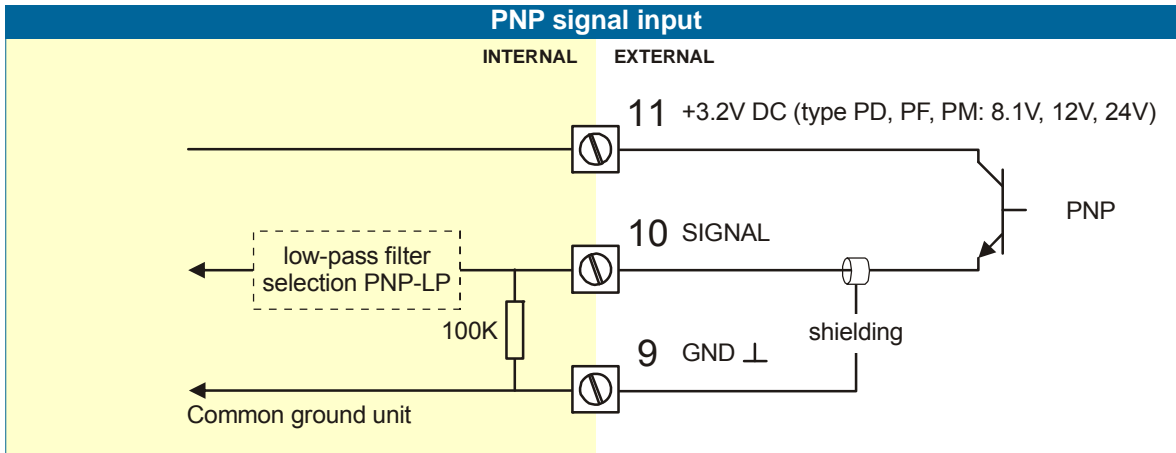 PNP signal input
INTERNAL
EXTERNAL
11 +3.2V DC (type PD, PF, PM: 8.1V, 12V, 24V)
PNP
10 SIGNAL
low-pass filter
selection PNP-LP
100K
shielding
9 GND ⊥
Common ground unit